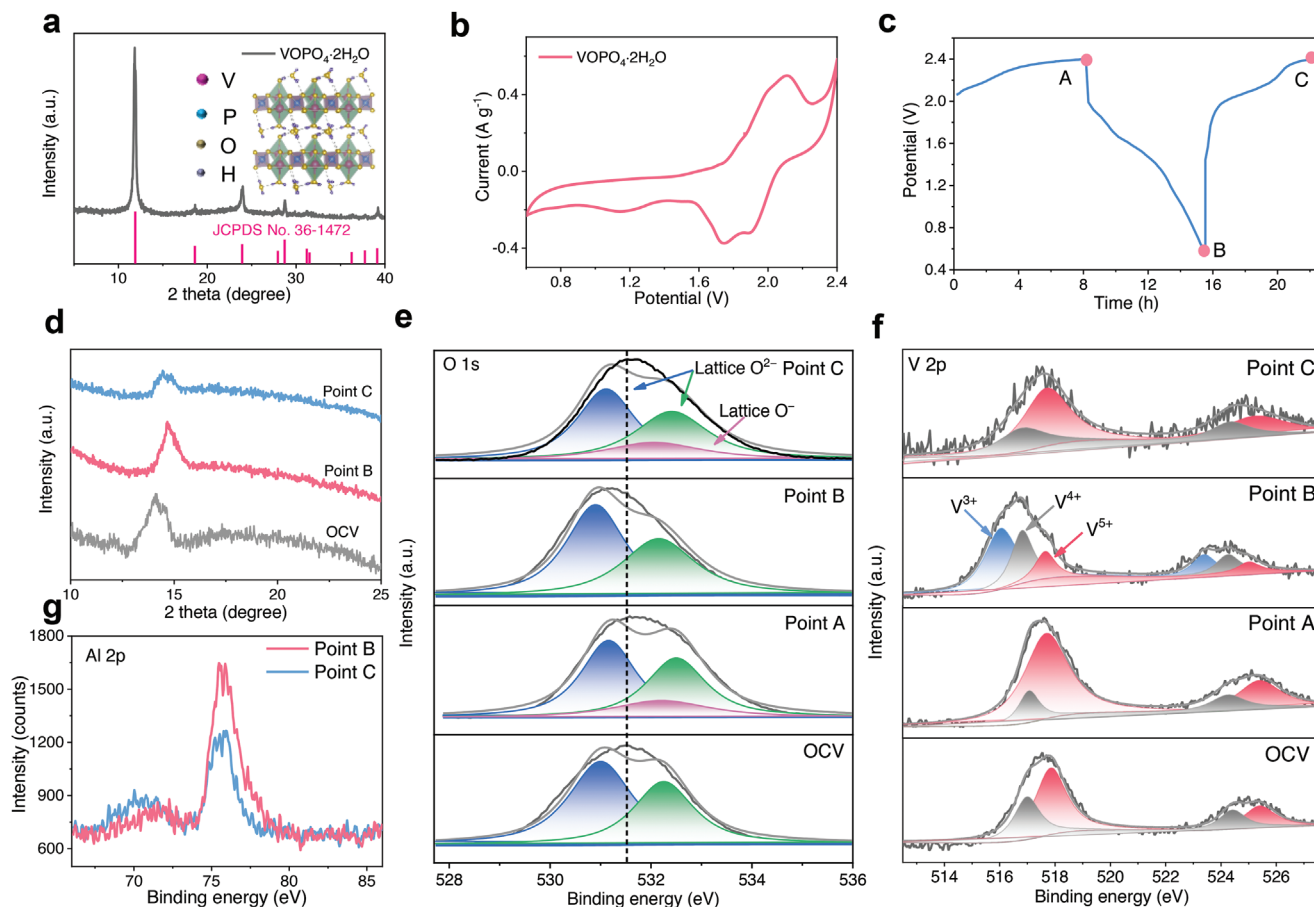 a
Intensity (a.u.)
VOPO₄·2H₂O
V
P
O
H
JCPDS No. 36-1472
10 20 30 40
2 theta (degree)
b
Current (A g⁻¹)
VOPO₄·2H₂O
0.4
0.0
-0.4
0.8 1.2 1.6 2.0 2.4
Potential (V)
c
Potential (V)
2.4
2.0
1.6
1.2
0.8
0.4
A
B
C
0 4 8 12 16 20
Time (h)
d
Intensity (a.u.)
Point C
Point B
OCV
10 15 20 25
2 theta (degree)
e
Intensity (a.u.)
O 1s
Lattice O²⁻ Point C
Lattice O⁻
Point B
Point A
OCV
528 530 532 534 536
Binding energy (eV)
f
Intensity (a.u.)
V 2p
Point C
Point B
V³⁺
V⁴⁺
V⁵⁺
Point A
OCV
514 516 518 520 522 524 526
Binding energy (eV)
g
Intensity (counts)
1800
1500
1200
900
600
Al 2p
Point B
Point C
70 75 80 85
Binding energy (eV)